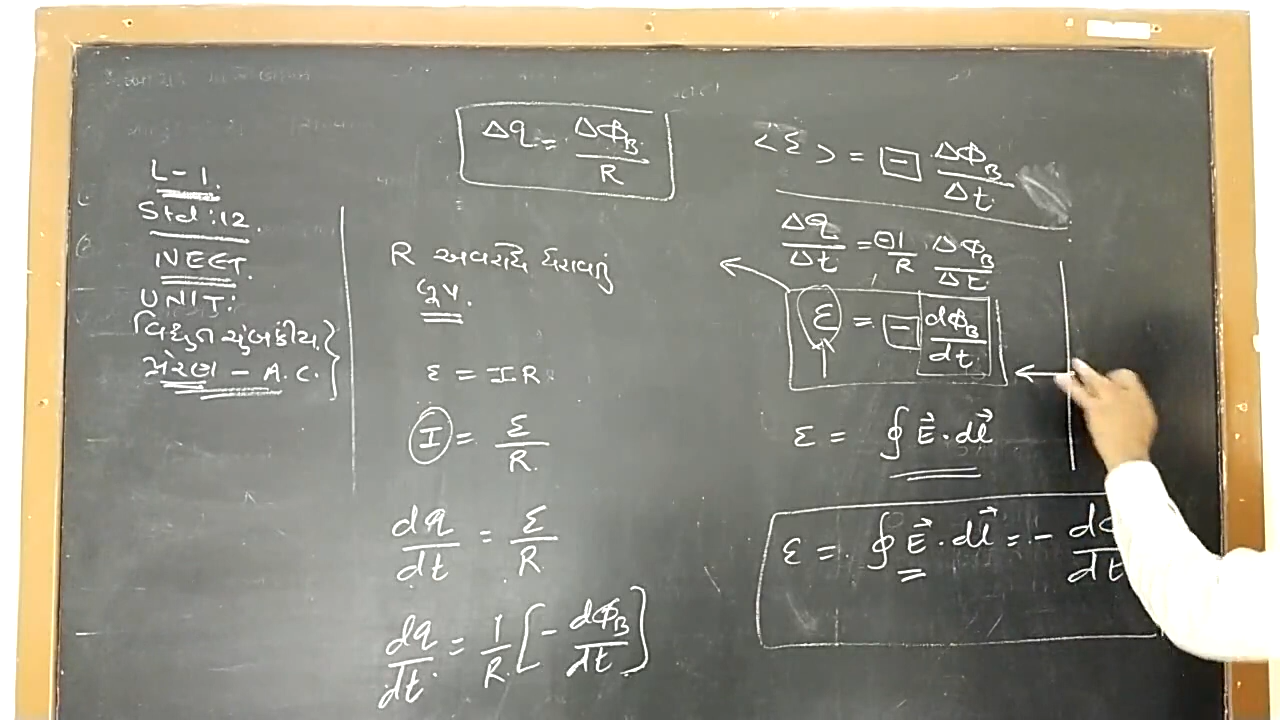 L-1.
Std:12.
NEET.
UNIT:
વિદ્યુત ચુંબકીય
પ્રેરણ - A.C.
Δq = ΔΦ_B / R
R અવરોધ ધરાવતું
લૂપ.
ε = IR.
I = ε / R.
dq / dt = ε / R
dq / dt = 1 / R [ - dΦ_B / dt ]
<ε> = - ΔΦ_B / Δt
Δq / Δt = ⊖ 1 / R ΔΦ_B / Δt
ε = - dΦ_B / dt
ε = ∮ E⃗ · dl⃗
ε = ∮ E⃗ · dl⃗ = - dΦ / dt